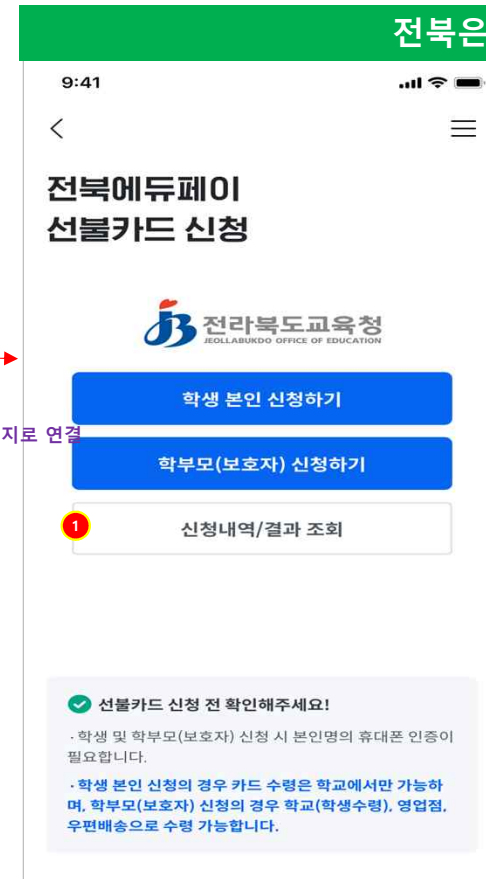 전북은
9:41
전북에듀페이
선불카드 신청
전라북도교육청
JEOLLABUKDO OFFICE OF EDUCATION
학생 본인 신청하기
지로 연결
학부모(보호자) 신청하기
1
신청내역/결과 조회
선불카드 신청 전 확인해주세요!
· 학생 및 학부모(보호자) 신청 시 본인명의 휴대폰 인증이
필요합니다.
· 학생 본인 신청의 경우 카드 수령은 학교에서만 가능하
며, 학부모(보호자) 신청의 경우 학교(학생수령), 영업점,
우편배송으로 수령 가능합니다.